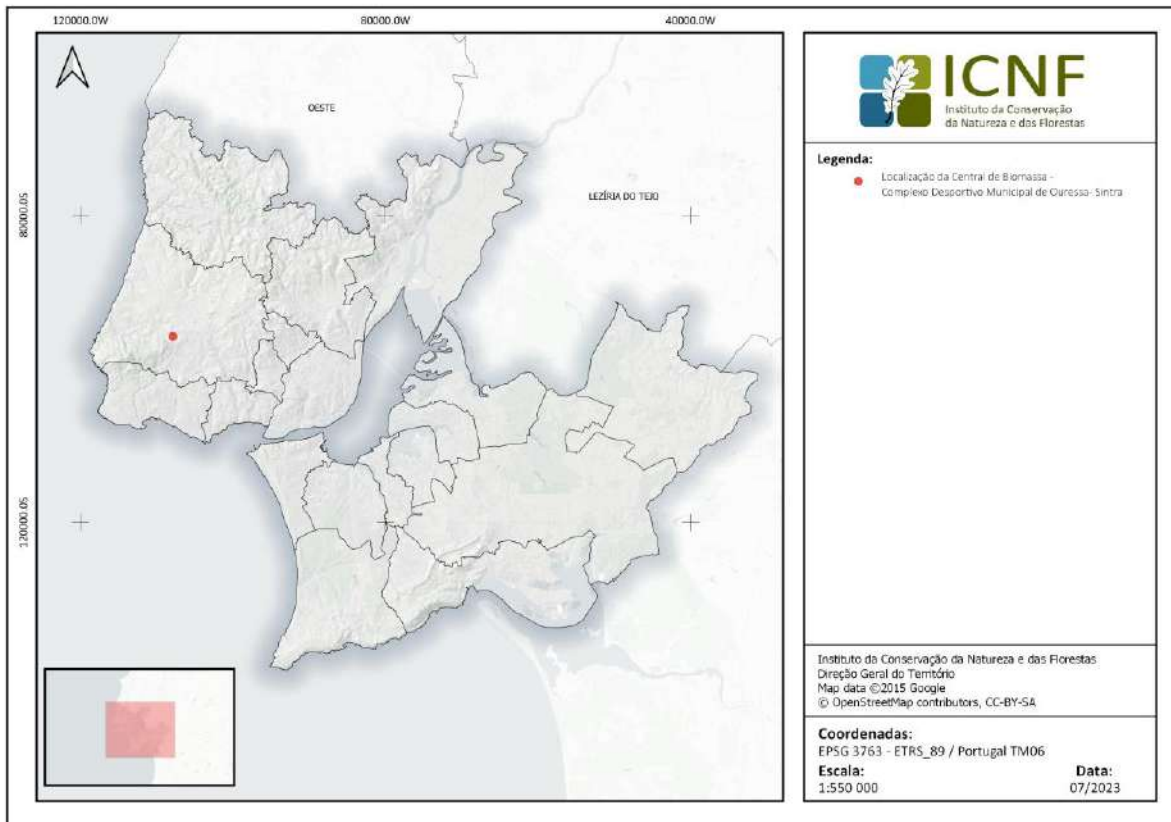 120000.0W
80000.0W
40000.0W
80000.0S
120000.0S
OESTE
LEZÍRIA DO TEJO
ICNF
Instituto da Conservação
da Natureza e das Florestas
Legenda:
Localização da Central de Biomassa -
Complexo Desportivo Municipal de Ouressa- Sintra
Instituto da Conservação da Natureza e das Florestas
Direção Geral do Território
Map data ©2015 Google
© OpenStreetMap contributors, CC-BY-SA
Coordenadas:
EPSG 3763 - ETRS_89 / Portugal TM06
Escala:
1:550 000
Data:
07/2023